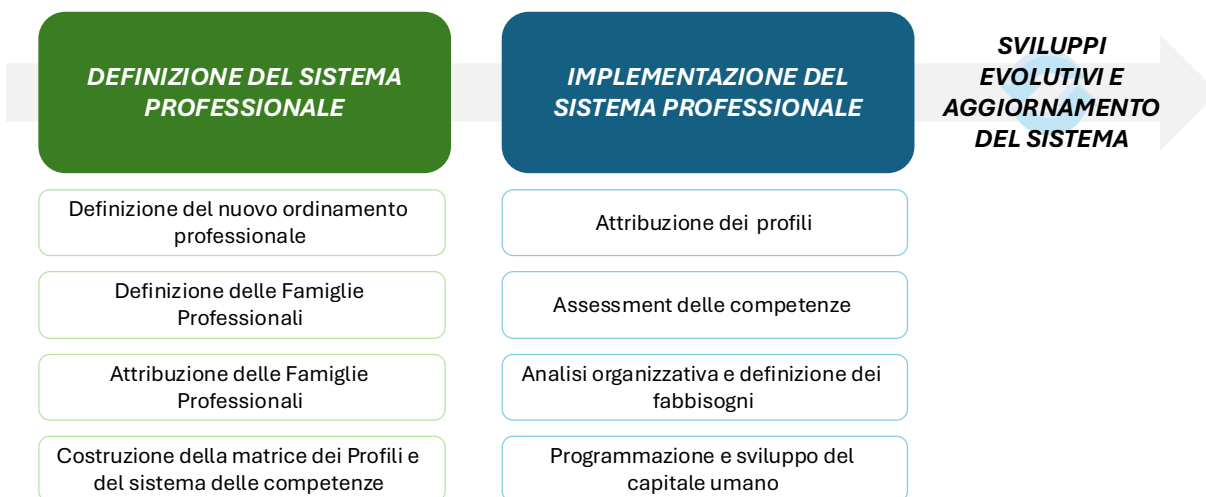 DEFINIZIONE DEL SISTEMA
PROFESSIONALE
Definizione del nuovo ordinamento
professionale
Definizione delle Famiglie
Professionali
Attribuzione delle Famiglie
Professionali
Costruzione della matrice dei Profili e
del sistema delle competenze
IMPLEMENTAZIONE DEL
SISTEMA PROFESSIONALE
Attribuzione dei profili
Assessment delle competenze
Analisi organizzativa e definizione dei
fabbisogni
Programmazione e sviluppo del
capitale umano
SVILUPPI
EVOLUTIVI E
AGGIORNAMENTO
DEL SISTEMA